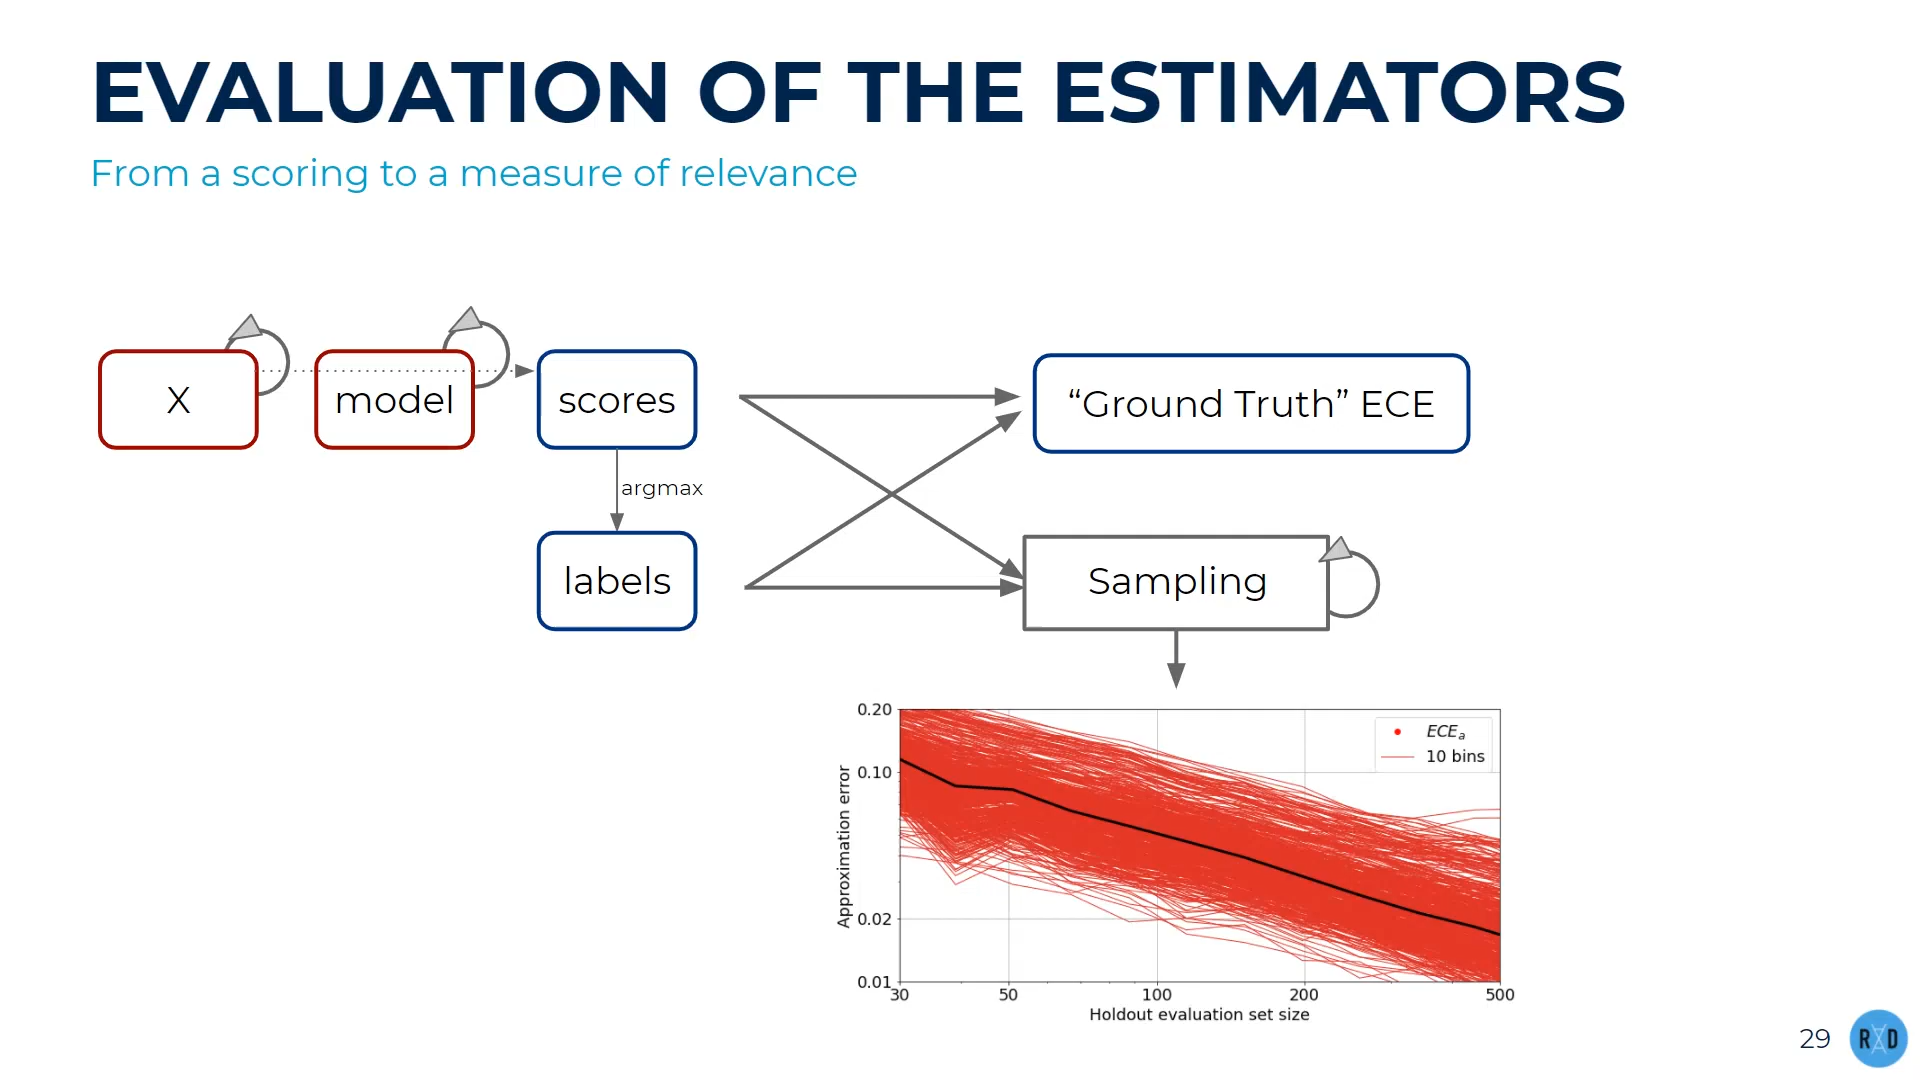 EVALUATION OF THE ESTIMATORS
From a scoring to a measure of relevance
X
model
scores
"Ground Truth" ECE
argmax
labels
Sampling
0.20
0.10
0.02
0.01
Approximation error
ECEa
10 bins
30
50
100
200
500
Holdout evaluation set size
29
R D